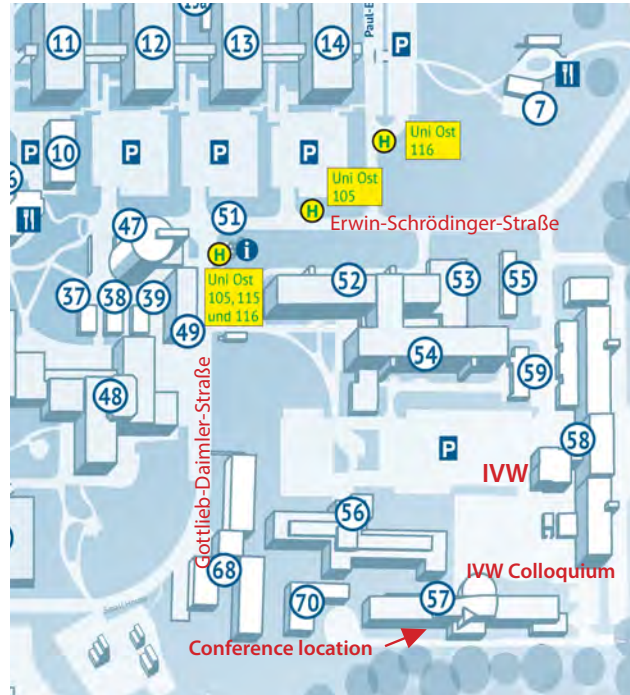 11
12
13
14
P
7
P
10
P
P
P
H
Uni Ost
116
Uni Ost
105
H
Erwin-Schrödinger-Straße
47
51
H
i
Uni Ost
105, 115
und 116
37
38
39
49
52
53
55
54
59
48
Gottlieb-Daimler-Straße
P
58
IVW
56
68
70
57
IVW Colloquium
Conference location